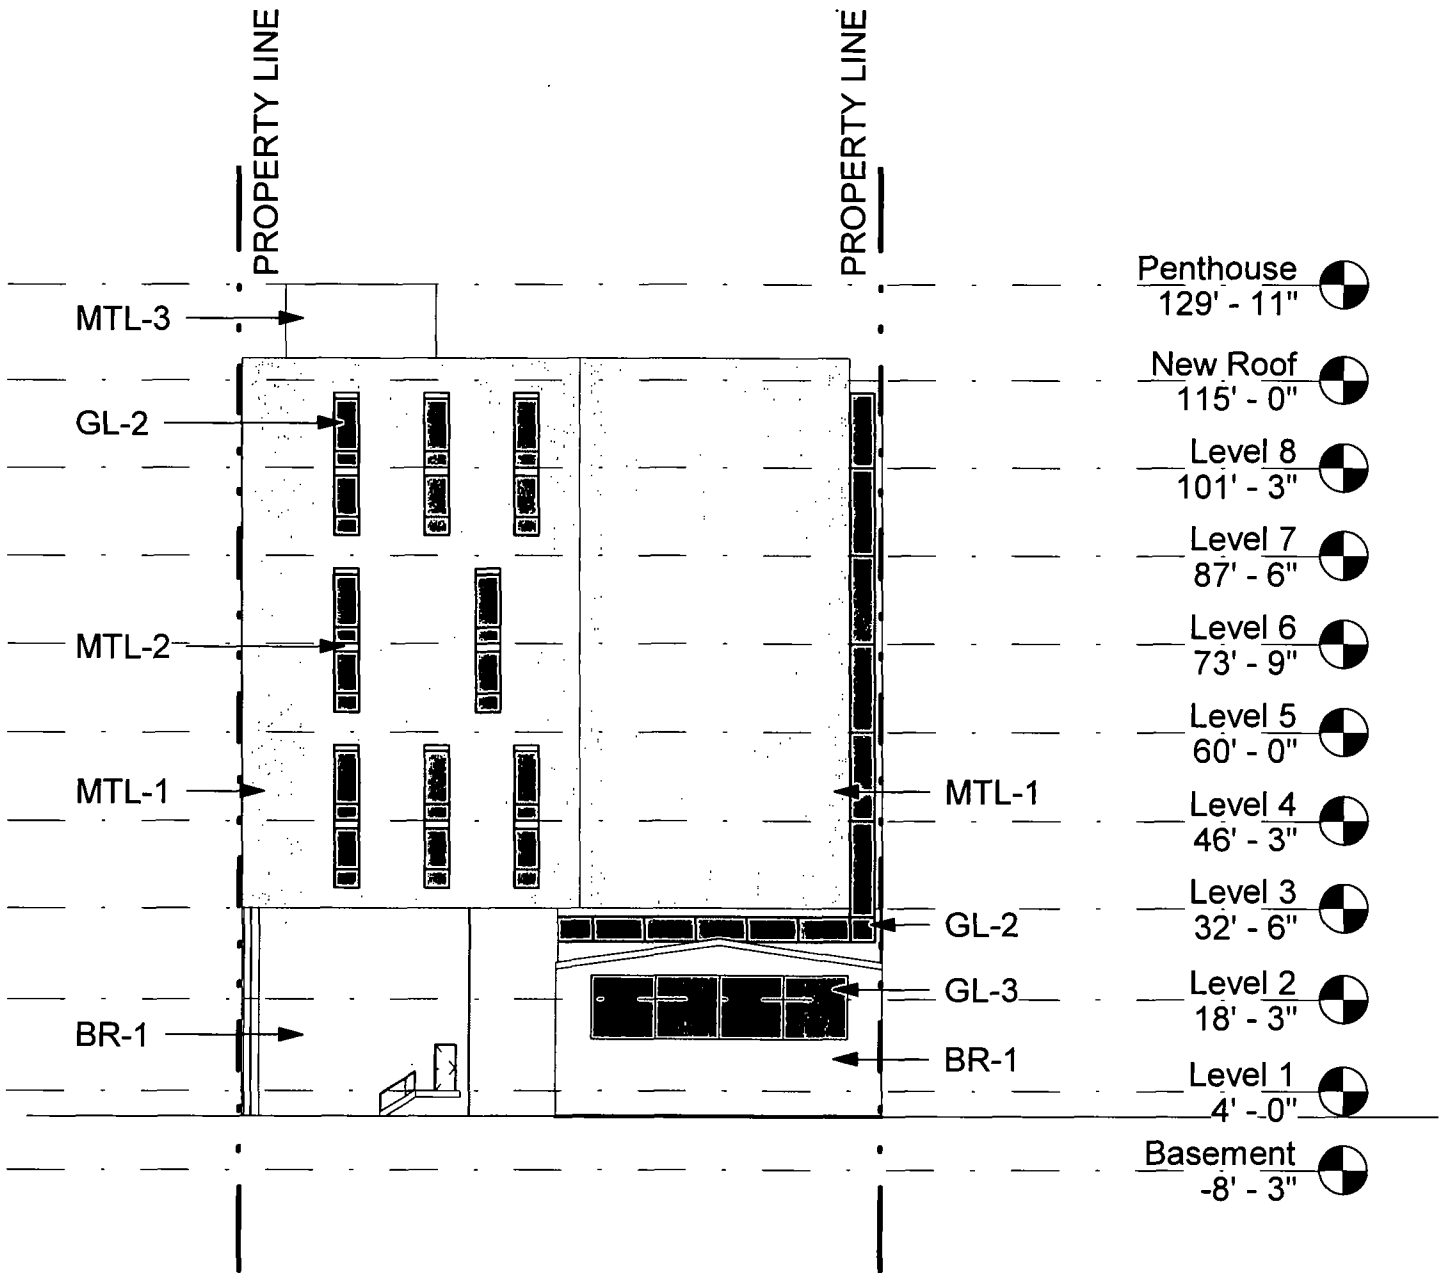 PROPERTY LINE
PROPERTY LINE
Penthouse
129' - 11"
MTL-3
New Roof
115' - 0"
GL-2
Level 8
101' - 3"
Level 7
87' - 6"
Level 6
73' - 9"
MTL-2
Level 5
60' - 0"
MTL-1
MTL-1
Level 4
46' - 3"
Level 3
32' - 6"
GL-2
Level 2
18' - 3"
GL-3
BR-1
BR-1
Level 1
4' - 0"
Basement
-8' - 3"